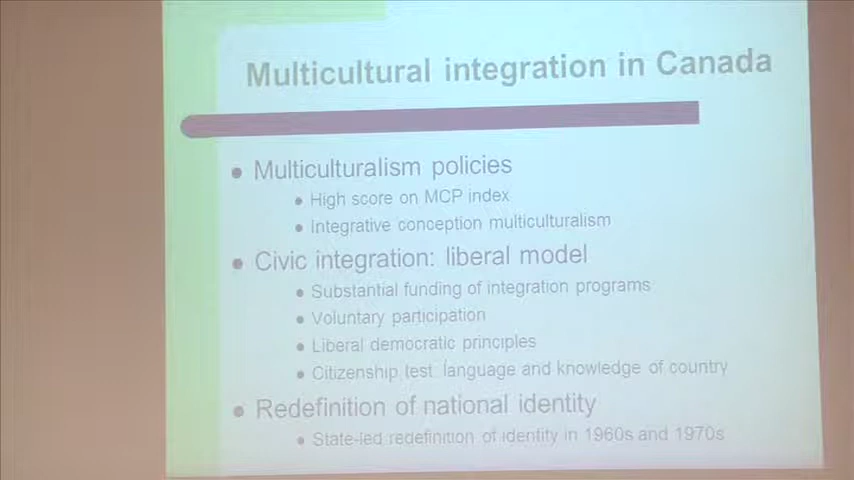 Multicultural integration in Canada
• Multiculturalism policies
• High score on MCP index
• Integrative conception multiculturalism
• Civic integration: liberal model
• Substantial funding of integration programs
• Voluntary participation
• Liberal democratic principles
• Citizenship test: language and knowledge of country
• Redefinition of national identity
• State-led redefinition of identity in 1960s and 1970s